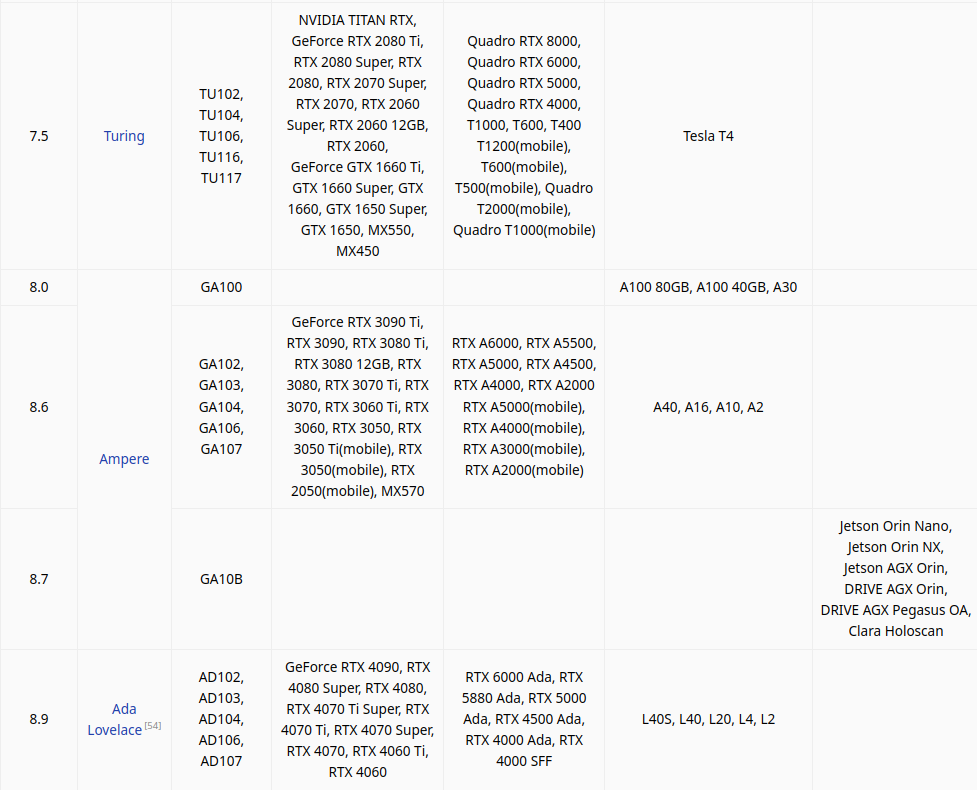 7.5
Turing
TU102,
TU104,
TU106,
TU116,
TU117
NVIDIA TITAN RTX,
GeForce RTX 2080 Ti,
RTX 2080 Super, RTX
2080, RTX 2070 Super,
RTX 2070, RTX 2060
Super, RTX 2060 12GB,
RTX 2060,
GeForce GTX 1660 Ti,
GTX 1660 Super, GTX
1660, GTX 1650 Super,
GTX 1650, MX550,
MX450
Quadro RTX 8000,
Quadro RTX 6000,
Quadro RTX 5000,
Quadro RTX 4000,
T1000, T600, T400
T1200(mobile),
T600(mobile),
T500(mobile), Quadro
T2000(mobile),
Quadro T1000(mobile)
Tesla T4
8.0
Ampere
GA100
A100 80GB, A100 40GB, A30
8.6
GA102,
GA103,
GA104,
GA106,
GA107
GeForce RTX 3090 Ti,
RTX 3090, RTX 3080 Ti,
RTX 3080 12GB, RTX
3080, RTX 3070 Ti, RTX
3070, RTX 3060 Ti, RTX
3060, RTX 3050, RTX
3050 Ti(mobile), RTX
3050(mobile), RTX
2050(mobile), MX570
RTX A6000, RTX A5500,
RTX A5000, RTX A4500,
RTX A4000, RTX A2000
RTX A5000(mobile),
RTX A4000(mobile),
RTX A3000(mobile),
RTX A2000(mobile)
A40, A16, A10, A2
8.7
GA10B
Jetson Orin Nano,
Jetson Orin NX,
Jetson AGX Orin,
DRIVE AGX Orin,
DRIVE AGX Pegasus OA,
Clara Holoscan
8.9
Ada
Lovelace [54]
AD102,
AD103,
AD104,
AD106,
AD107
GeForce RTX 4090, RTX
4080 Super, RTX 4080,
RTX 4070 Ti Super, RTX
4070 Ti, RTX 4070 Super,
RTX 4070, RTX 4060 Ti,
RTX 4060
RTX 6000 Ada, RTX
5880 Ada, RTX 5000
Ada, RTX 4500 Ada,
RTX 4000 Ada, RTX
4000 SFF
L40S, L40, L20, L4, L2